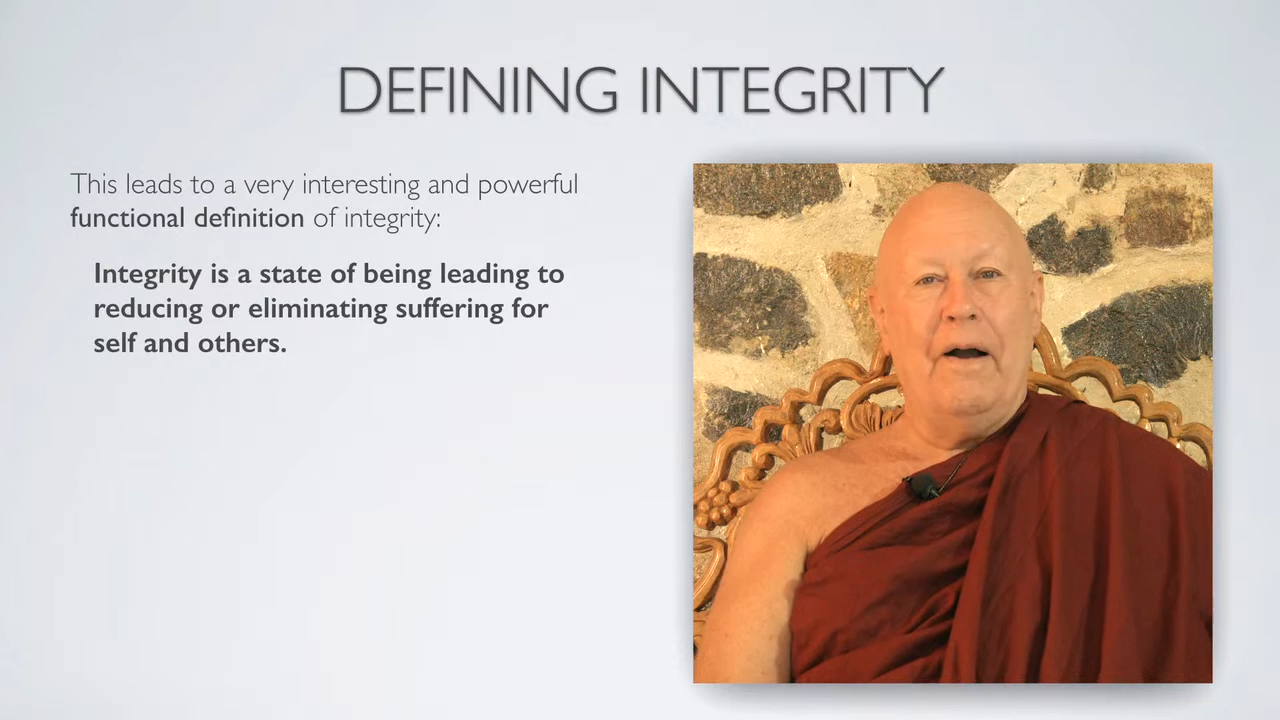 DEFINING INTEGRITY
This leads to a very interesting and powerful
functional definition of integrity:
Integrity is a state of being leading to
reducing or eliminating suffering for
self and others.